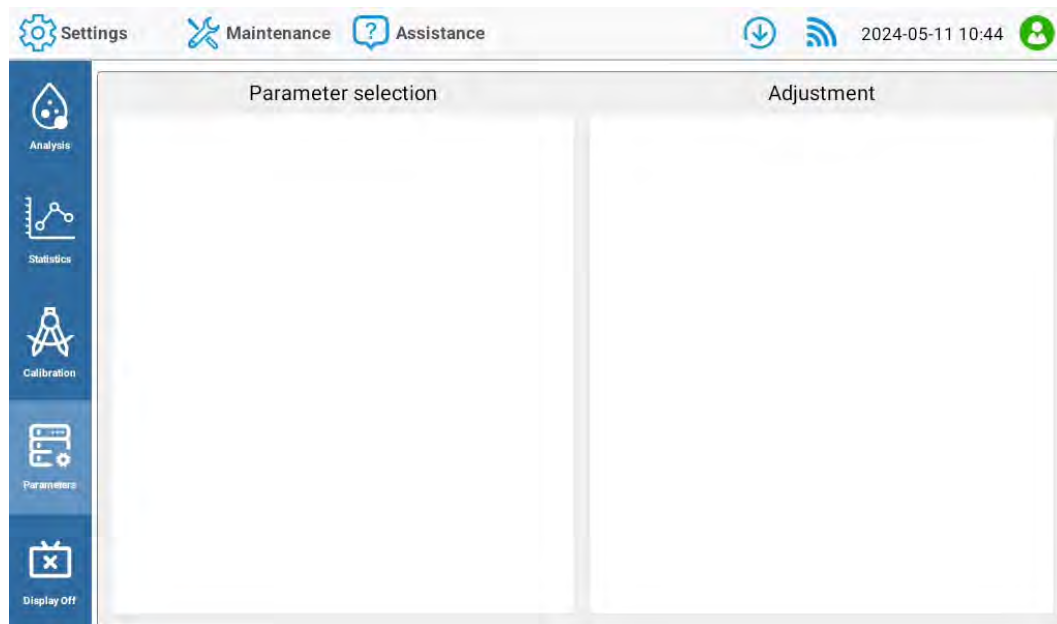 Settings Maintenance Assistance 2024-05-11 10:44
Parameter selection Adjustment
Analysis
Statistics
Calibration
Parameters
Display Off